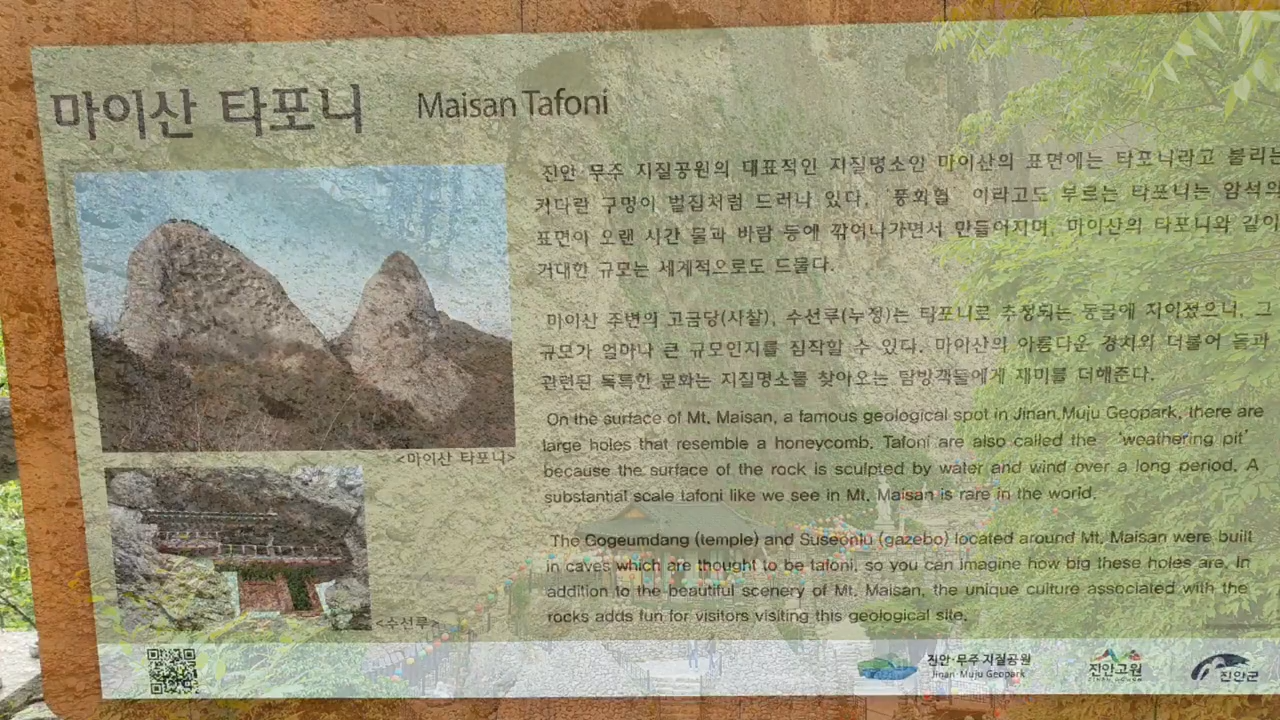 마이산 타포니 Maisan Tafoni
진안 무주 지질공원의 대표적인 지질명소인 마이산의 표면에는 타포니라고 불리는
커다란 구멍이 벌집처럼 드러나 있다. '풍화혈' 이라고도 부르는 타포니는 암석의
표면이 오랜 시간 물과 바람 등에 깎여나가면서 만들어지며, 마이산의 타포니와 같이
거대한 규모는 세계적으로도 드물다.
마이산 주변의 고금당(사찰), 수선루(누정)는 타포니로 추정되는 동굴에 지어졌으니, 그
규모가 얼마나 큰 규모인지를 짐작할 수 있다. 마이산의 아름다운 경치와 더불어 돌과
관련된 독특한 문화는 지질명소를 찾아오는 탐방객들에게 재미를 더해준다.
On the surface of Mt. Maisan, a famous geological spot in Jinan,Muju Geopark, there are
large holes that resemble a honeycomb. Tafoni are also called the 'weathering pit'
because the surface of the rock is sculpted by water and wind over a long period. A
substantial scale tafoni like we see in Mt. Maisan is rare in the world.
The Gogeumdang (temple) and Suseonlu (gazebo) located around Mt. Maisan were built
in caves which are thought to be tafoni, so you can imagine how big these holes are. In
addition to the beautiful scenery of Mt. Maisan, the unique culture associated with the
rocks adds fun for visitors visiting this geological site.
<마이산 타포니>
<수선루>
진안·무주 지질공원
Jinan·Muju Geopark
진안고원
진안군